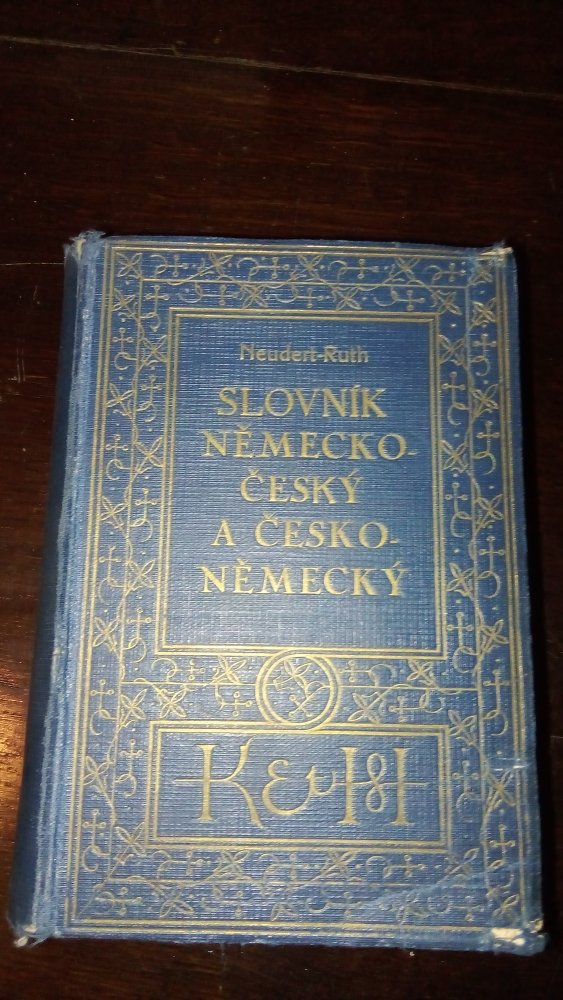 Neudert-Ruth
SLOVNÍK
NĚMECKO-
ČESKÝ
A ČESKO-
NĚMECKÝ